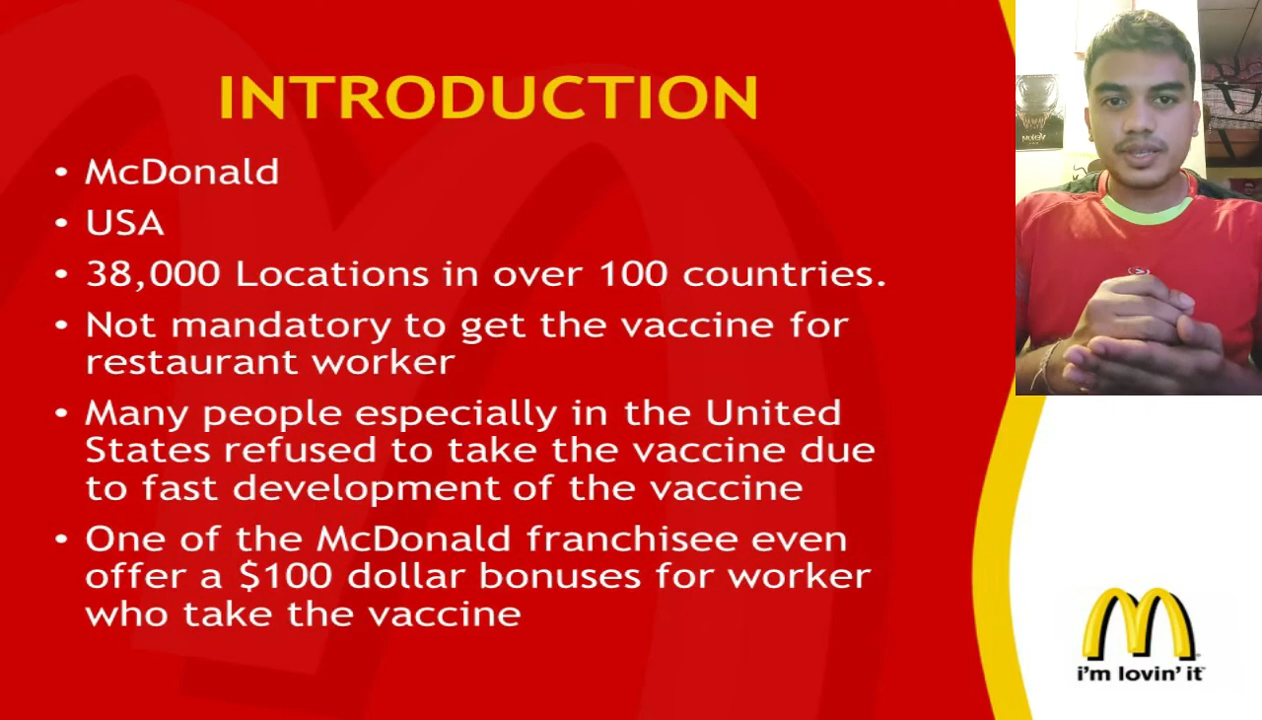 INTRODUCTION
• McDonald
• USA
• 38,000 Locations in over 100 countries.
• Not mandatory to get the vaccine for
restaurant worker
• Many people especially in the United
States refused to take the vaccine due
to fast development of the vaccine
• One of the McDonald franchisee even
offer a $100 dollar bonuses for worker
who take the vaccine
i'm lovin' it™